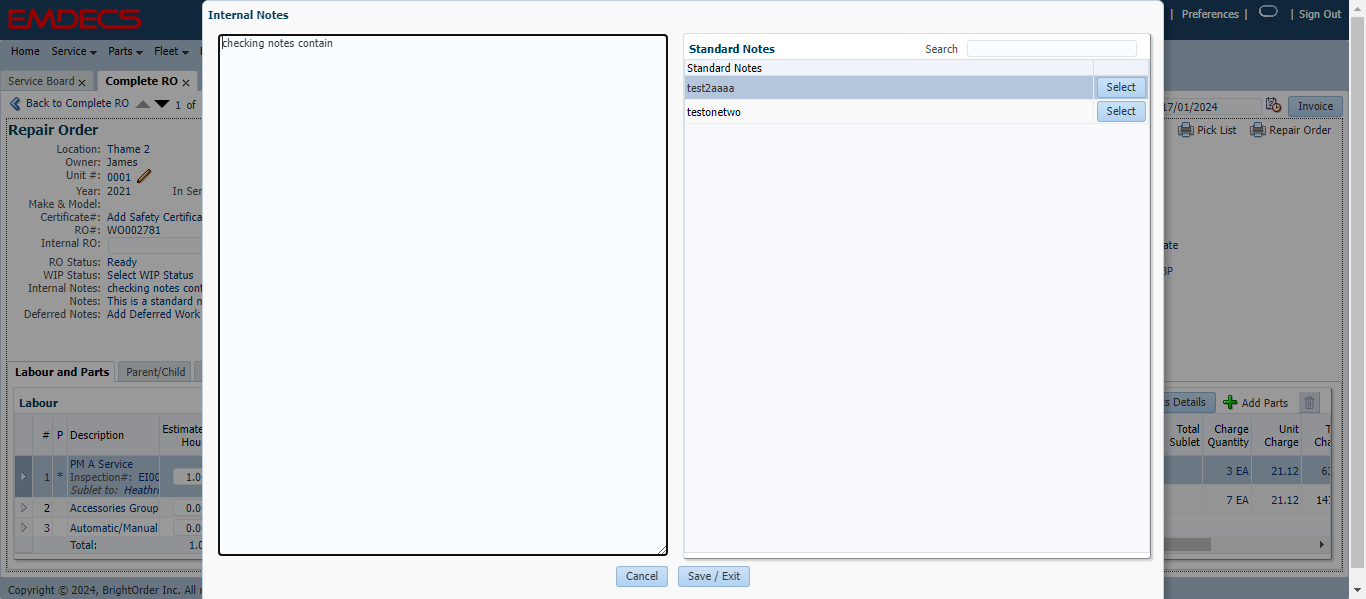 EMDECS
| Preferences | | Sign Out
Home Service Parts Fleet
Service Board x Complete RO x
Back to Complete RO 1 of
17/01/2024 Invoice
Pick List Repair Order
Repair Order
Location: Thame 2
Owner: James
Unit #: 0001
Year: 2021 In Ser
Make & Model:
Certificate#: Add Safety Certifica
RO#: WO002781
Internal RO:
RO Status: Ready
WIP Status: Select WIP Status
Internal Notes: checking notes cont
Notes: This is a standard n
Deferred Notes: Add Deferred Work
Labour and Parts Parent/Child
Labour
# P Description Estimate
Hou
1 * PM A Service
Inspection#: EI00 1.0
Sublet to: Heathr
2 Accessories Group 0.0
3 Automatic/Manual 0.0
Total: 1.0
Copyright © 2024, BrightOrder Inc. All r
Internal Notes
checking notes contain
Standard Notes Search
Standard Notes
test2aaaa Select
testonetwo Select
Cancel Save / Exit
ate
BP
s Details Add Parts
Total Charge Unit T
Sublet Quantity Charge Cha
3 EA 21.12 63
7 EA 21.12 147